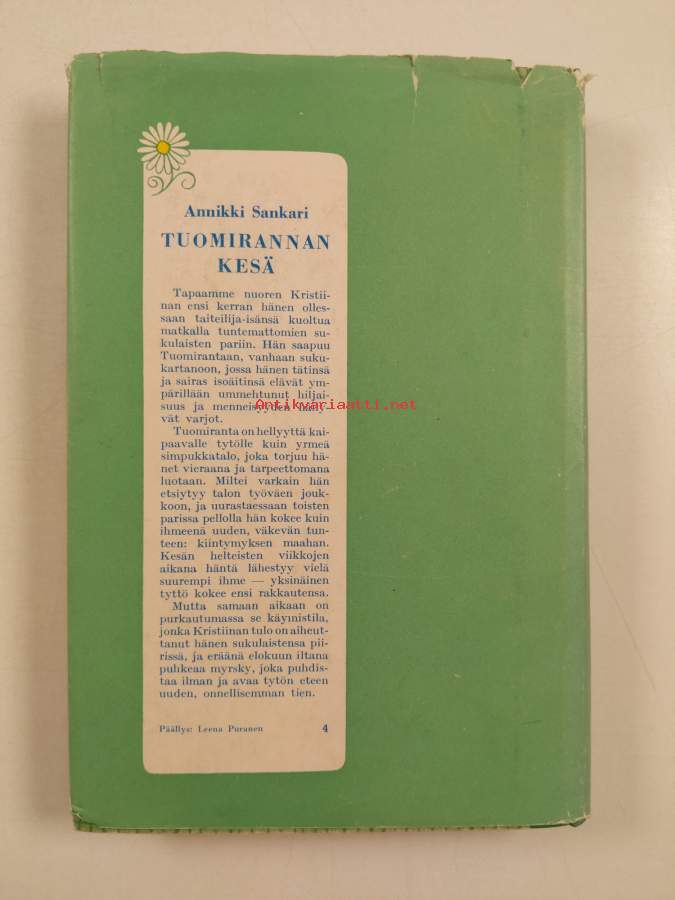 Annikki Sankari
TUOMIRANNAN
KESÄ
Tapaamme nuoren Kristii-
nan ensi kerran hänen olles-
saan taiteilija-isänsä kuoltua
matkalla tuntemattomien su-
kulaisten pariin. Hän saapuu
Tuomirantaan, vanhaan suku-
kartanoon, jossa hänen tätinsä
ja sairas isoäitinsä elävät ym-
pärillään ummehtunut hiljai-
suus ja menneisyyden
vät varjot.
Antikvariaatti.net
Tuomiranta on hellyyttä kai-
paavalle tytölle kuin yrmeä
simpukkatalo, joka torjuu hä-
net vieraana ja tarpeettomana
luotaan. Miltei varkain hän
etsiytyy talon työväen jouk-
koon, ja uurastaessaan toisten
parissa pellolla hän kokee kuin
ihmeenä uuden, väkevän tun-
teen: kiintymyksen maahan.
Kesän helteisten viikkojen
aikana häntä lähestyy vielä
suurempi ihme — yksinäinen
tyttö kokee ensi rakkautensa.
Mutta samaan aikaan on
purkautumassa se käymistila,
jonka Kristiinan tulo on aiheut-
tanut hänen sukulaistensa pii-
rissä, ja eräänä elokuun iltana
puhkeaa myrsky, joka puhdis-
taa ilman ja avaa tytön eteen
uuden, onnellisemman tien.
Päällys: Leena Puranen 4